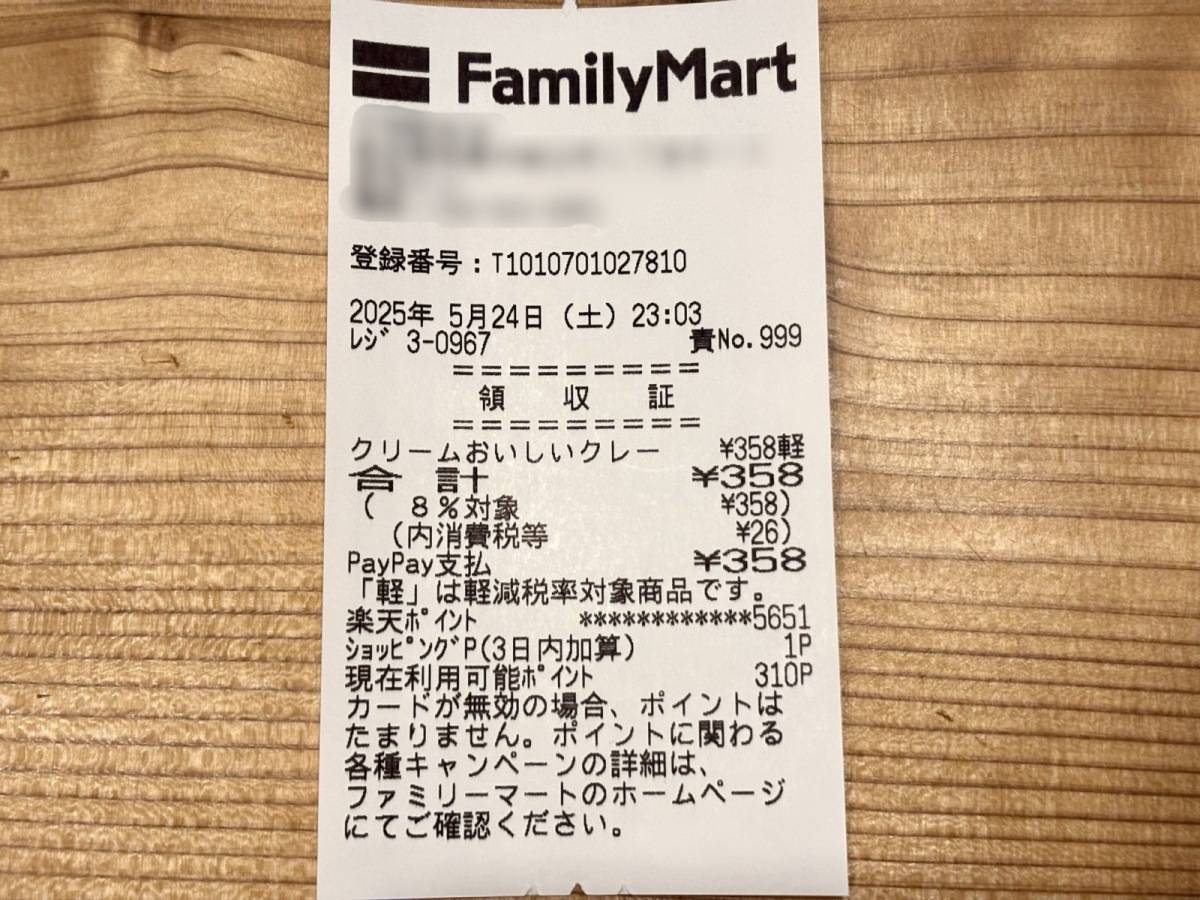 FamilyMart
登録番号:T1010701027810
2025年 5月24日(土)23:03
レジ 3-0967 責No.999
=========
領 収 証
=========
クリームおいしいクレー ¥358軽
合 計 ¥358
( 8%対象 ¥358)
(内消費税等 ¥26)
PayPay支払 ¥358
「軽」は軽減税率対象商品です。
楽天ポイント ************5651
ショッピングP(3日内加算) 1P
現在利用可能ポイント 310P
カードが無効の場合、ポイントは
たまりません。ポイントに関わる
各種キャンペーンの詳細は、
ファミリーマートのホームページ
にてご確認ください。